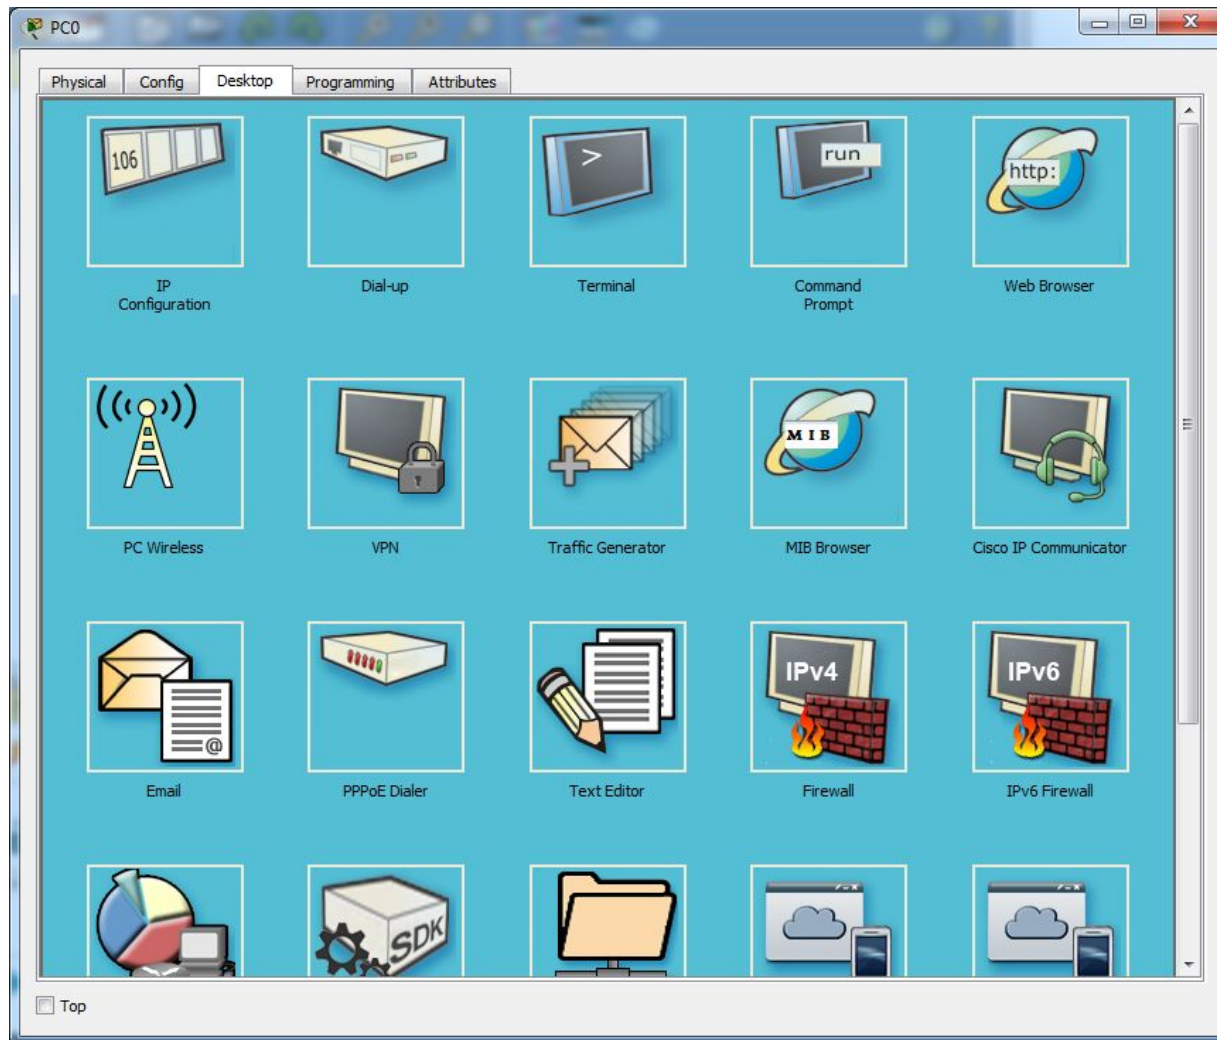 PC0
Physical Config Desktop Programming Attributes
106
>
run
http:
IP
Configuration
Dial-up
Terminal
Command
Prompt
Web Browser
MIB
PC Wireless
VPN
Traffic Generator
MIB Browser
Cisco IP Communicator
@
IPv4
IPv6
Email
PPPoE Dialer
Text Editor
Firewall
IPv6 Firewall
SDK
Top